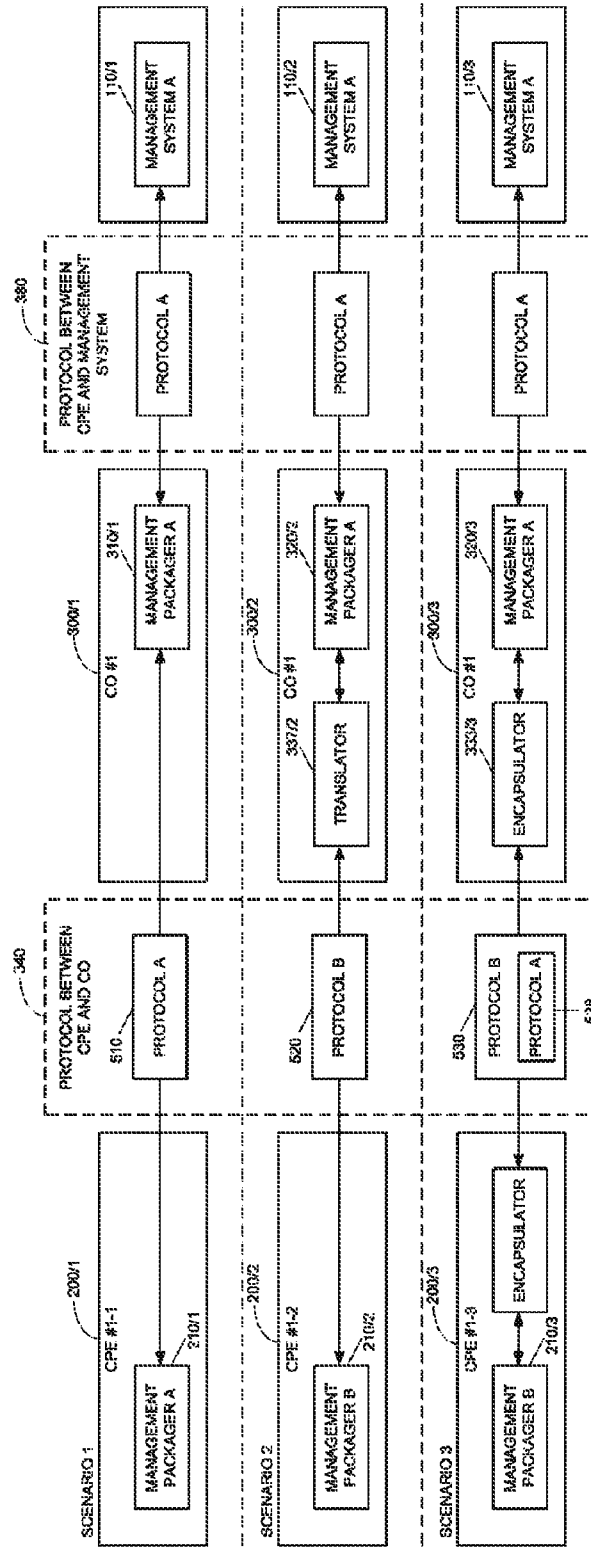 SCENARIO 1
200/1
CPE #1-1
MANAGEMENT
PACKAGER A
210/1
340
PROTOCOL BETWEEN
CPE AND CO
510
PROTOCOL A
300/1
CO #1
310/1
MANAGEMENT
PACKAGER A
380
PROTOCOL BETWEEN
CPE AND MANAGEMENT
SYSTEM
PROTOCOL A
110/1
MANAGEMENT
SYSTEM A
SCENARIO 2
200/2
CPE #1-2
MANAGEMENT
PACKAGER B
210/2
520
PROTOCOL B
300/2
CO #1
337/2
TRANSLATOR
320/2
MANAGEMENT
PACKAGER A
PROTOCOL A
110/2
MANAGEMENT
SYSTEM A
SCENARIO 3
200/3
CPE #1-3
MANAGEMENT
PACKAGER B
210/3
ENCAPSULATOR
530
PROTOCOL B
PROTOCOL A
300/3
CO #1
333/3
ENCAPSULATOR
320/3
MANAGEMENT
PACKAGER A
PROTOCOL A
110/3
MANAGEMENT
SYSTEM A